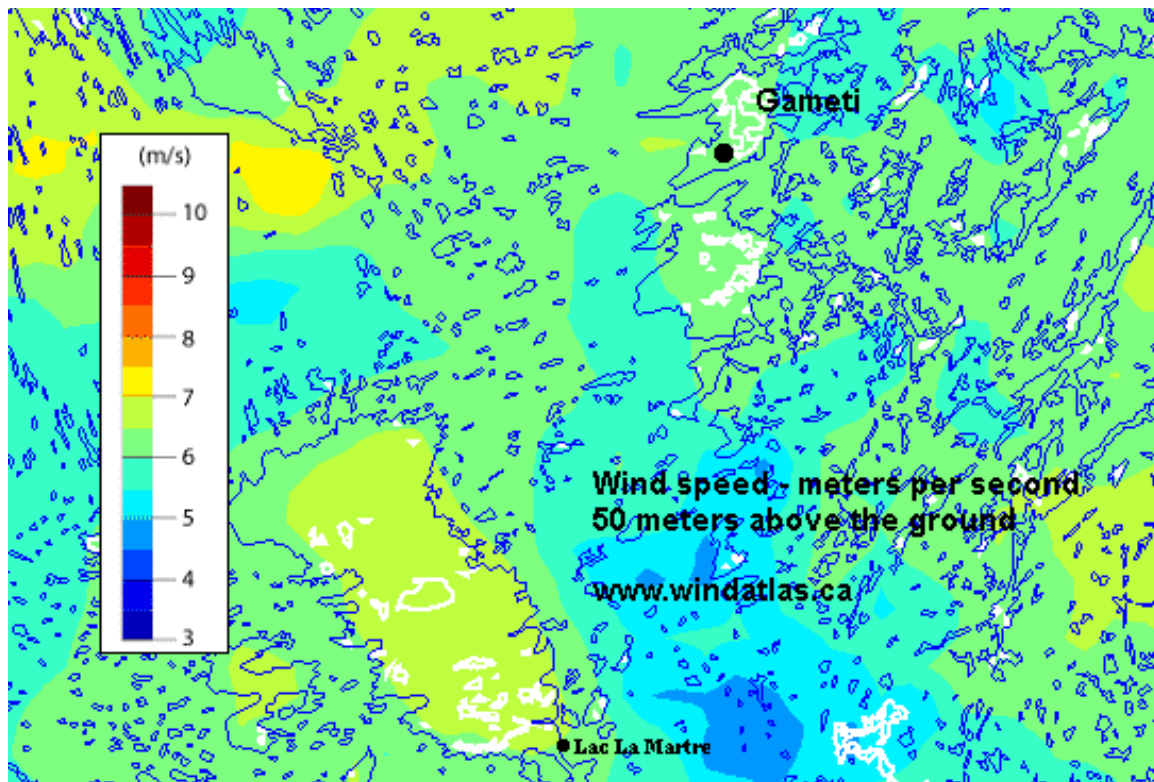 Gameti
(m/s)
10
9
8
7
6
5
4
3
Wind speed - meters per second
50 meters above the ground
www.windatlas.ca
Lac La Martre